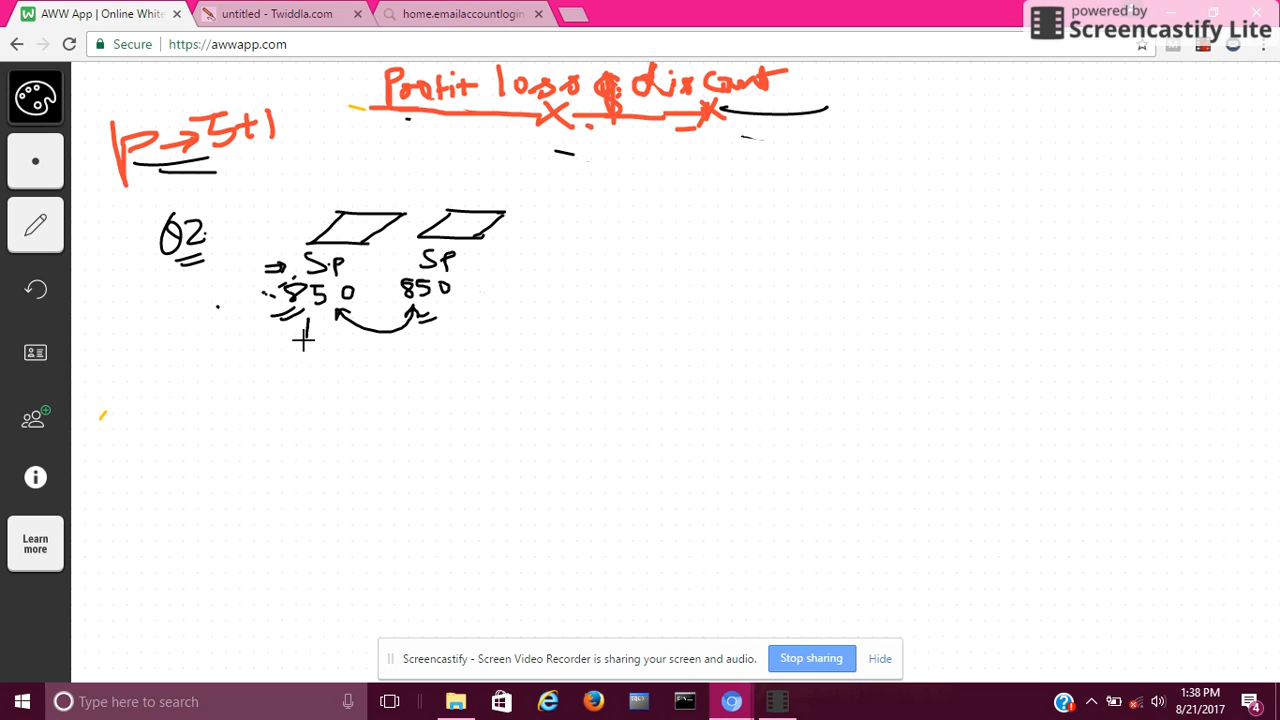 AWW App | Online White
untitled - Twiddla.com
home.emailaccountlogin
powered by
Screencastify Lite
Secure
https://awwapp.com
Profit loss & discount
P → 5+1
Q2.
S.P
SP
850
850
Learn
more
Screencastify - Screen Video Recorder is sharing your screen and audio.
Stop sharing
Hide
Type here to search
1:38 PM
8/21/2017
4